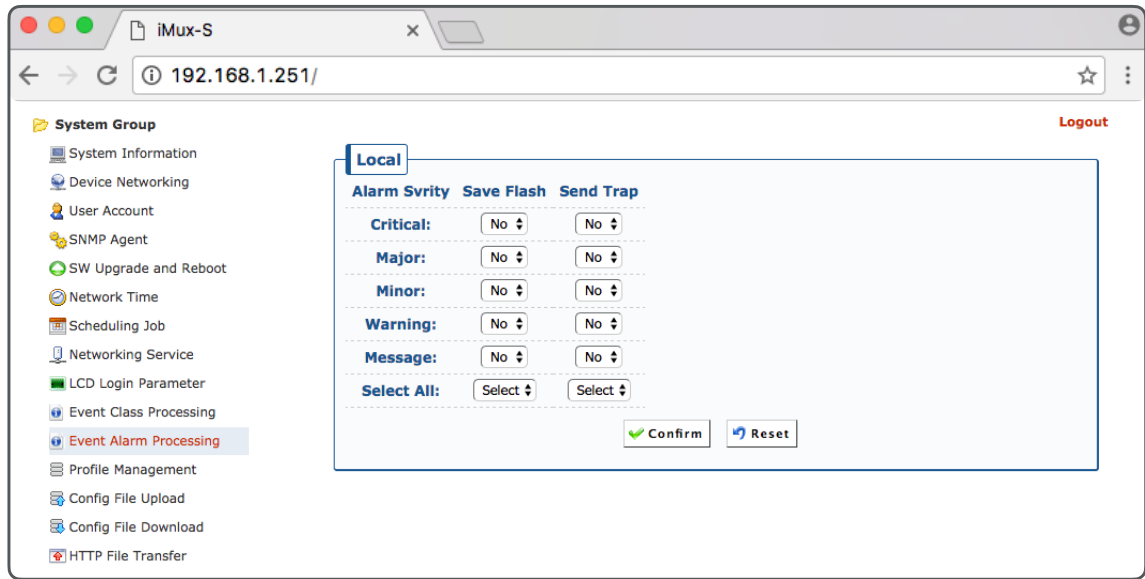 iMux-S
192.168.1.251/
System Group
System Information
Device Networking
User Account
SNMP Agent
SW Upgrade and Reboot
Network Time
Scheduling Job
Networking Service
LCD Login Parameter
Event Class Processing
Event Alarm Processing
Profile Management
Config File Upload
Config File Download
HTTP File Transfer
Logout
Local
Alarm Svrity Save Flash Send Trap
Critical: No No
Major: No No
Minor: No No
Warning: No No
Message: No No
Select All: Select Select
Confirm Reset